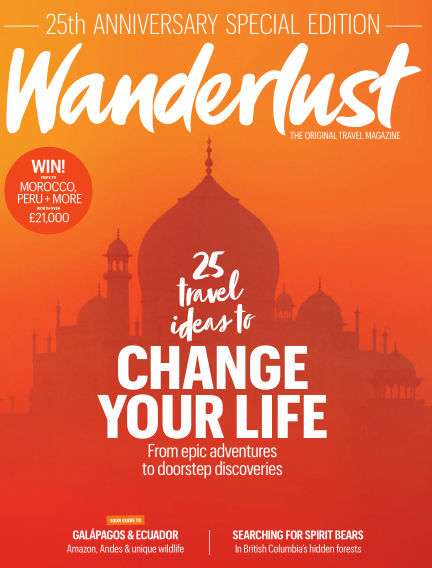 25th ANNIVERSARY SPECIAL EDITION
Wanderlust
THE ORIGINAL TRAVEL MAGAZINE
WIN!
TRIPS TO
MOROCCO,
PERU + MORE
WORTH OVER
£21,000
25
travel
ideas to
CHANGE
YOUR LIFE
From epic adventures
to doorstep discoveries
YOUR GUIDE TO
GALÁPAGOS & ECUADOR
Amazon, Andes & unique wildlife
SEARCHING FOR SPIRIT BEARS
In British Columbia's hidden forests